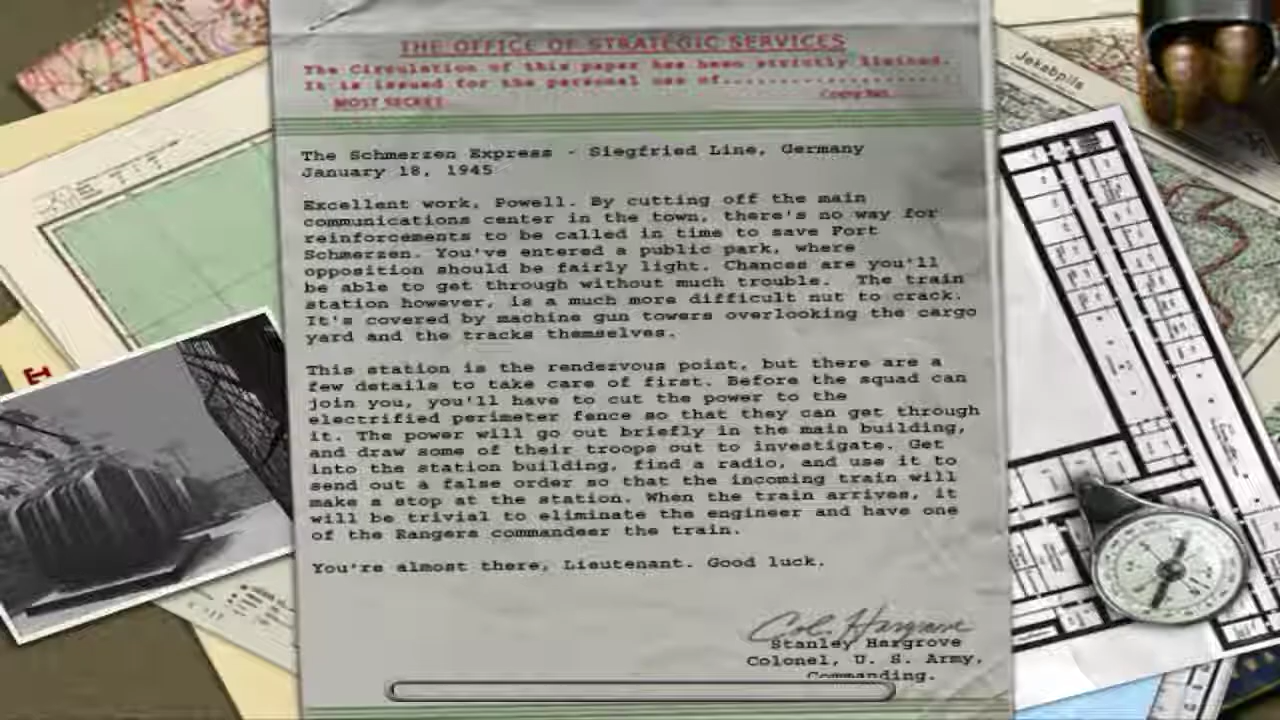 THE OFFICE OF STRATEGIC SERVICES
The Circulation of this paper has been strictly limited.
It is issued for the personal use of..............................
MOST SECRET
Copy No.
Jekabpils
The Schmerzen Express - Siegfried Line, Germany
January 18, 1945
Excellent work, Powell. By cutting off the main
communications center in the town, there's no way for
reinforcements to be called in time to save Fort
Schmerzen. You've entered a public park, where
opposition should be fairly light. Chances are you'll
be able to get through without much trouble.  The train
station however, is a much more difficult nut to crack.
It's covered by machine gun towers overlooking the cargo
yard and the tracks themselves.
This station is the rendezvous point, but there are a
few details to take care of first. Before the squad can
join you, you'll have to cut the power to the
electrified perimeter fence so that they can get through
it. The power will go out briefly in the main building,
and draw some of their troops out to investigate. Get
into the station building, find a radio, and use it to
send out a false order so that the incoming train will
make a stop at the station. When the train arrives, it
will be trivial to eliminate the engineer and have one
of the Rangers commandeer the train.
You're almost there, Lieutenant. Good luck.
Col. Hargrove
Stanley Hargrove
Colonel, U. S. Army,
Commanding.